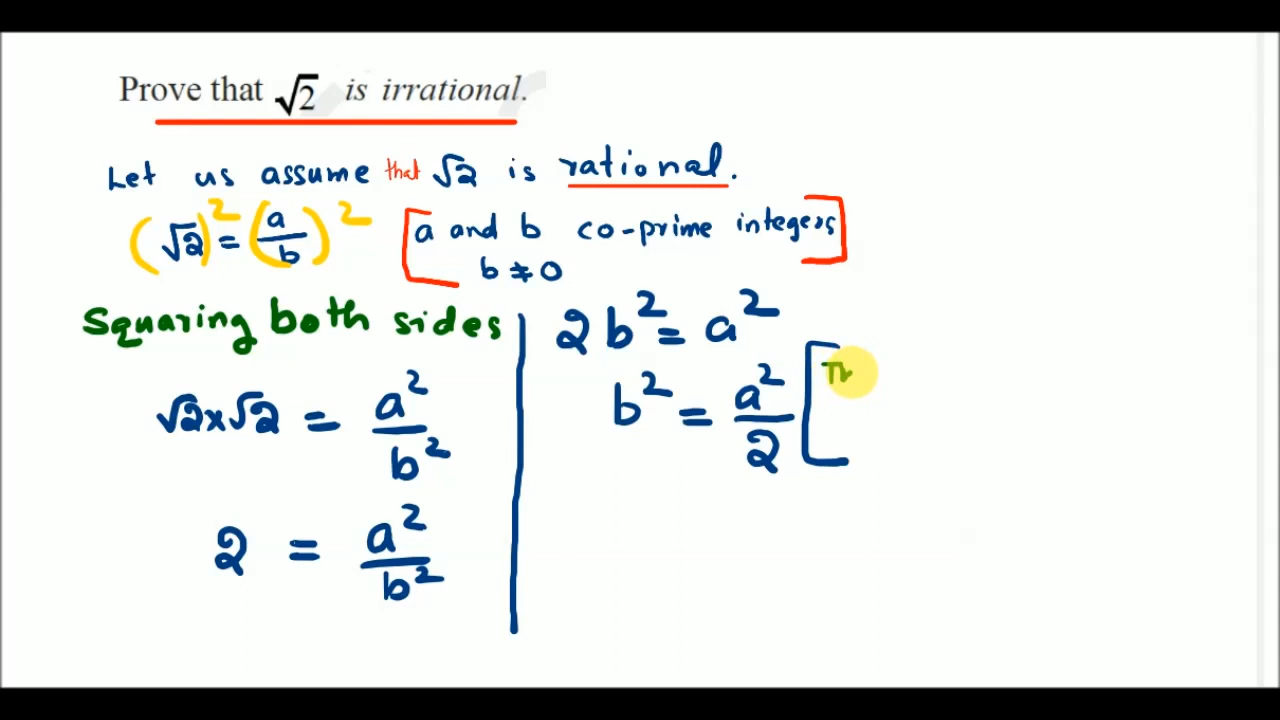 Prove that √2 is irrational.
Let us assume that √2 is rational.
(√2)² = (a/b)² [a and b co-prime integers
b ≠ 0]
Squaring both sides
√2×√2 = a²/b²
2 = a²/b²
2b² = a²
b² = a²/2 [